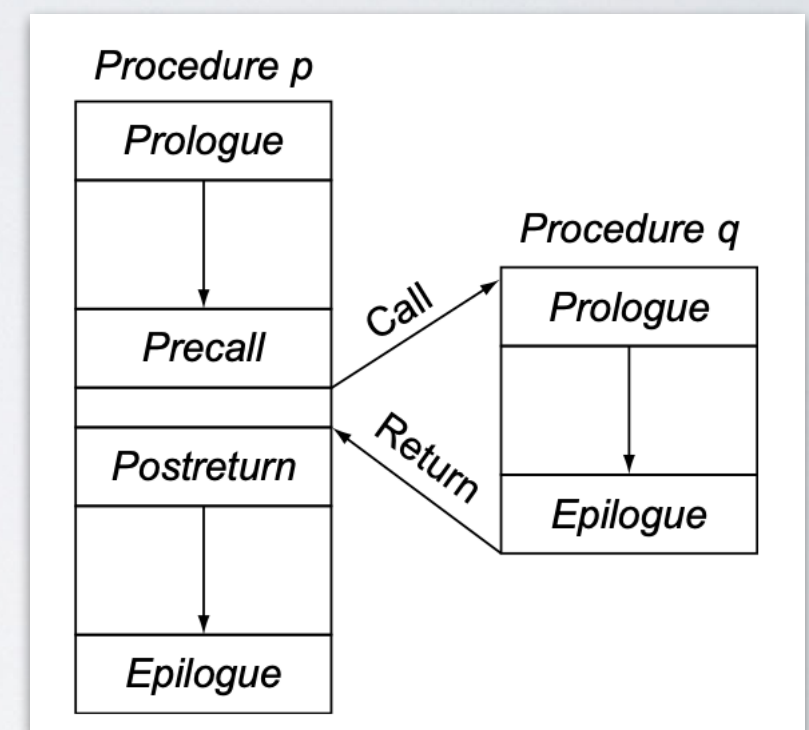 Procedure p
Prologue
Precall
Postreturn
Epilogue
Call
Return
Procedure q
Prologue
Epilogue